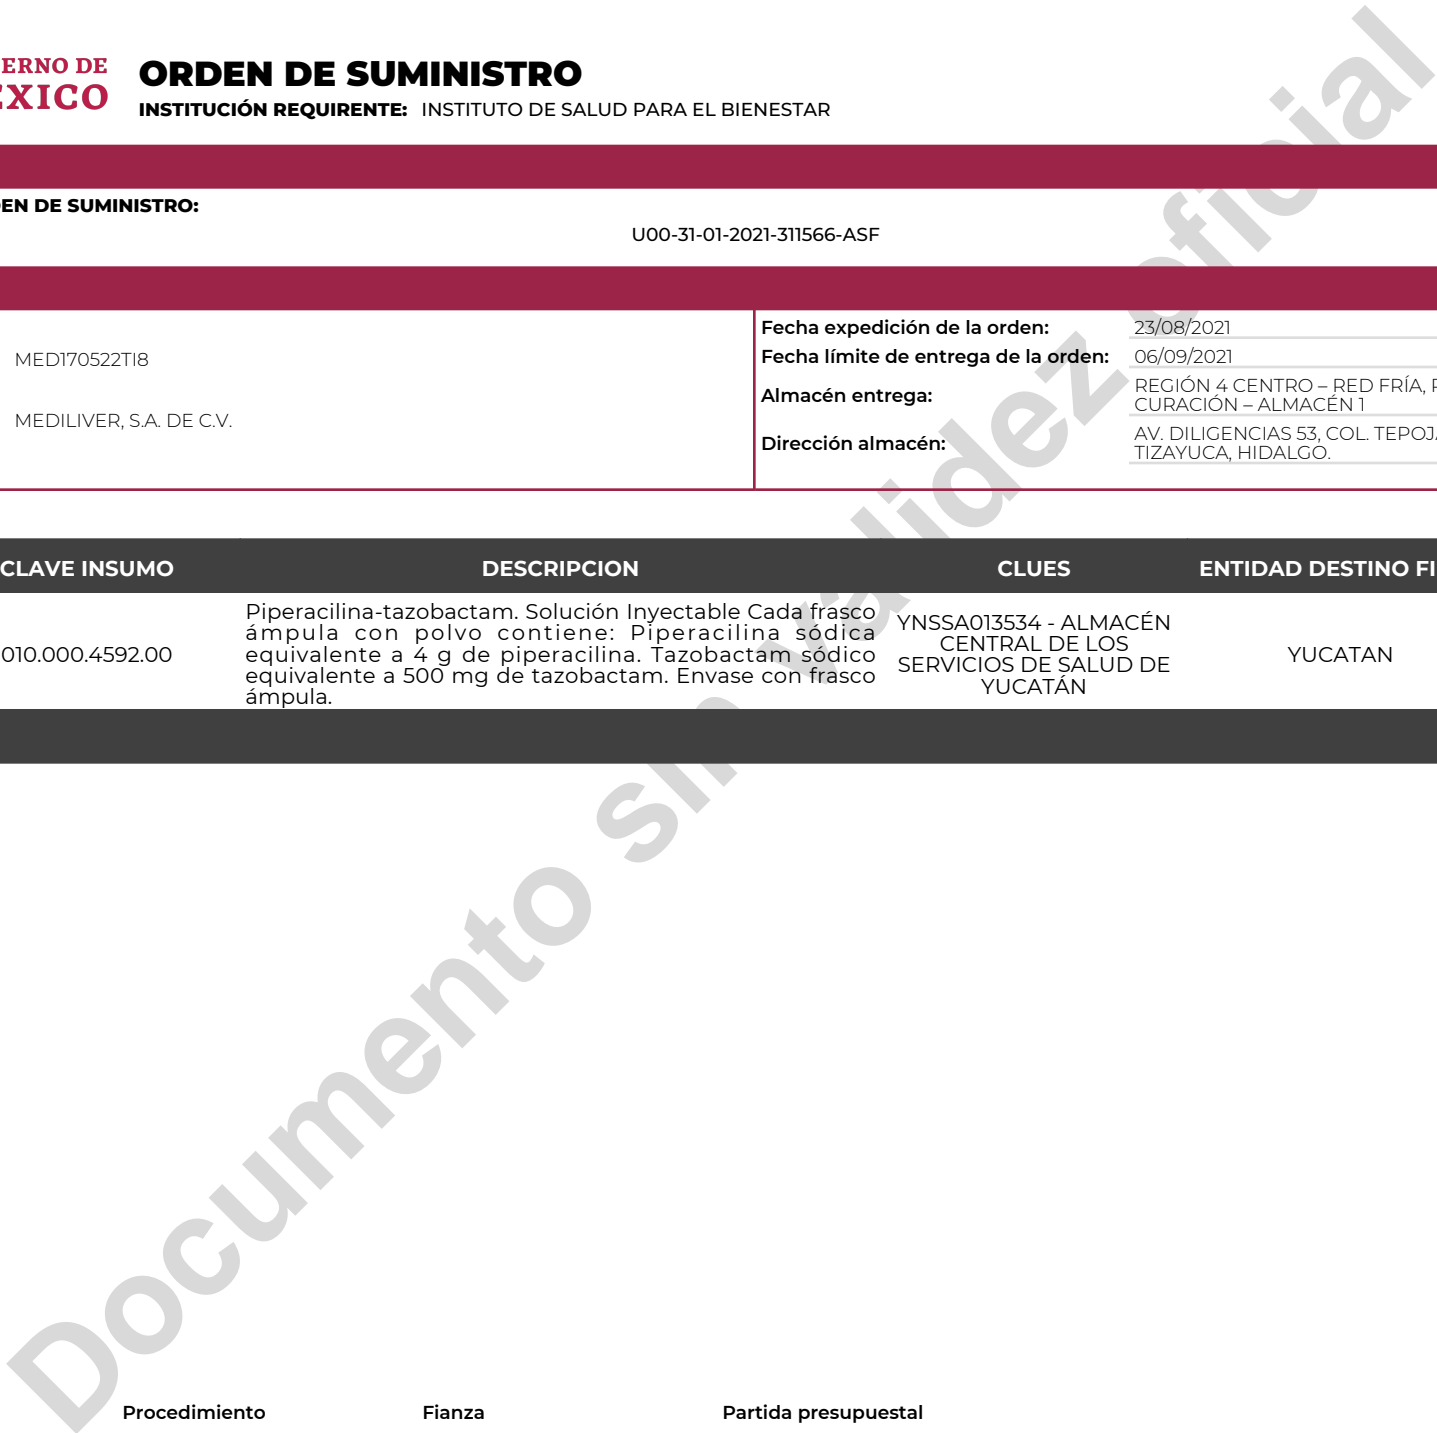 ERNO DE
XICO
ORDEN DE SUMINISTRO
INSTITUCIÓN REQUIRENTE: INSTITUTO DE SALUD PARA EL BIENESTAR
EN DE SUMINISTRO:
U00-31-01-2021-311566-ASF
MED170522TI8
MEDILIVER, S.A. DE C.V.
Fecha expedición de la orden: 23/08/2021
Fecha límite de entrega de la orden: 06/09/2021
Almacén entrega: REGIÓN 4 CENTRO – RED FRÍA,
CURACIÓN – ALMACÉN 1
Dirección almacén: AV. DILIGENCIAS 53, COL. TEPOJ
TIZAYUCA, HIDALGO.
CLAVE INSUMO DESCRIPCION CLUES ENTIDAD DESTINO FI
010.000.4592.00
Piperacilina-tazobactam. Solución Inyectable Cada frasco
ámpula con polvo contiene: Piperacilina sódica
equivalente a 4 g de piperacilina. Tazobactam sódico
equivalente a 500 mg de tazobactam. Envase con frasco
ámpula.
YNSSA013534 - ALMACÉN
CENTRAL DE LOS
SERVICIOS DE SALUD DE
YUCATÁN
YUCATAN
Documento sin validez oficial
Procedimiento Fianza Partida presupuestal